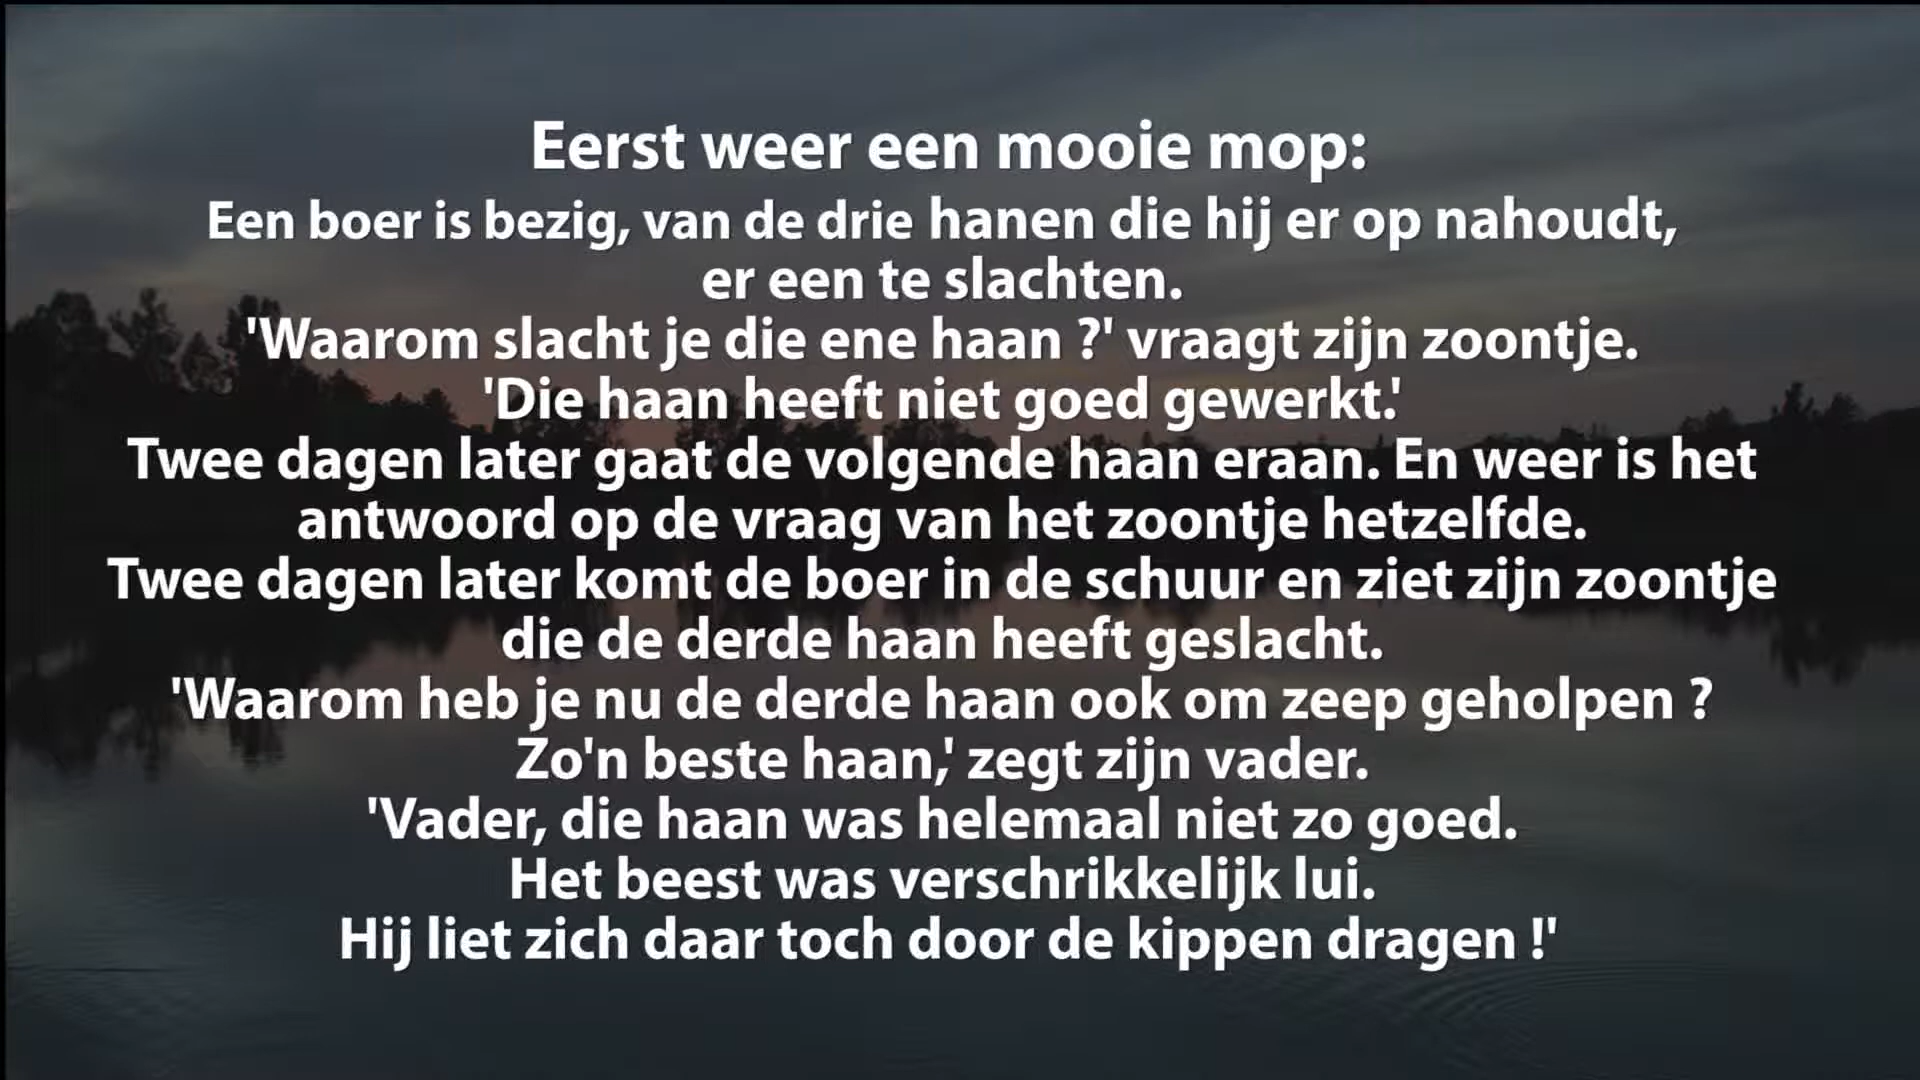 Eerst weer een mooie mop:
Een boer is bezig, van de drie hanen die hij er op nahoudt,
er een te slachten.
'Waarom slacht je die ene haan ?' vraagt zijn zoontje.
'Die haan heeft niet goed gewerkt.'
Twee dagen later gaat de volgende haan eraan. En weer is het
antwoord op de vraag van het zoontje hetzelfde.
Twee dagen later komt de boer in de schuur en ziet zijn zoontje
die de derde haan heeft geslacht.
'Waarom heb je nu de derde haan ook om zeep geholpen ?
Zo'n beste haan,' zegt zijn vader.
'Vader, die haan was helemaal niet zo goed.
Het beest was verschrikkelijk lui.
Hij liet zich daar toch door de kippen dragen !'